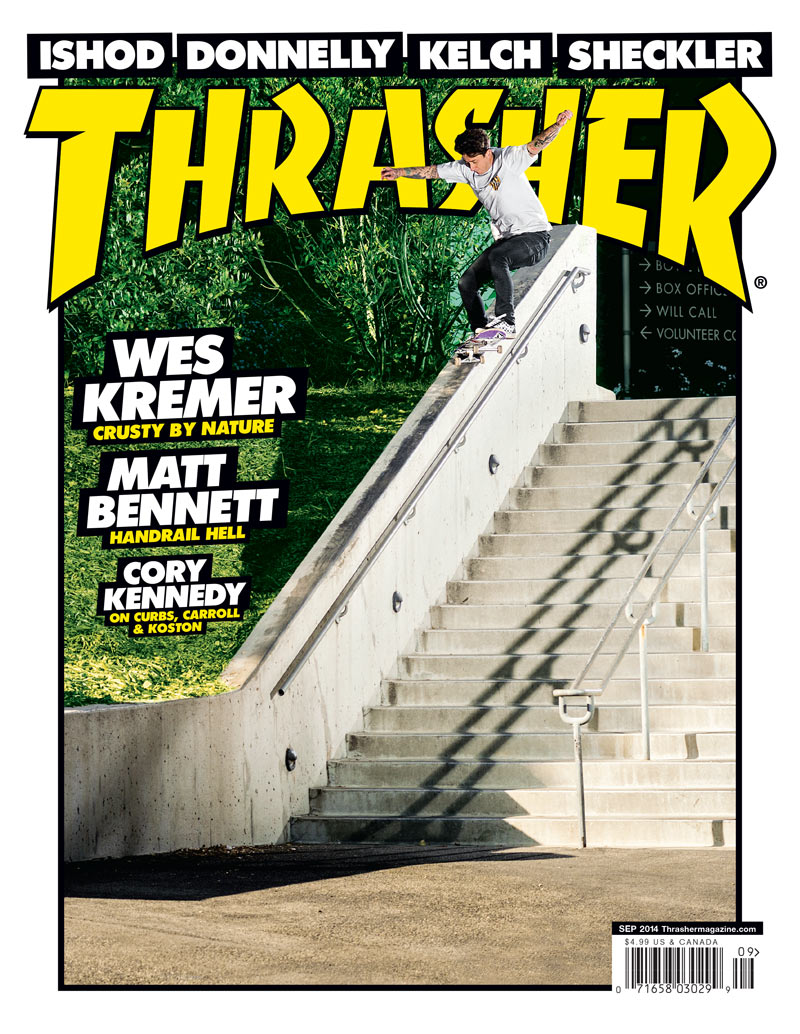 ISHOD DONNELLY KELCH SHECKLER
THRASHER
®
BOX OFFICE
→ WILL CALL
← VOLUNTEER
WES
KREMER
CRUSTY BY NATURE
MATT
BENNETT
HANDRAIL HELL
CORY
KENNEDY
ON CURBS, CARROLL
& KOSTON
SEP 2014 Thrashermagazine.com
$4.99 US & CANADA
09>
0 71658 03029 9